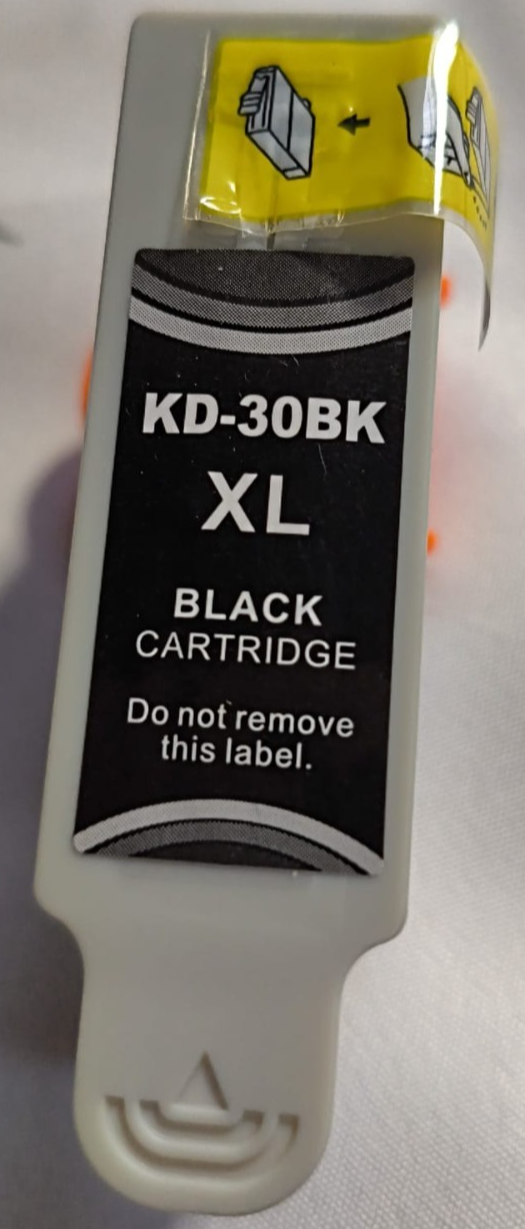 KD-30BK
XL
BLACK
CARTRIDGE
Do not remove
this label.